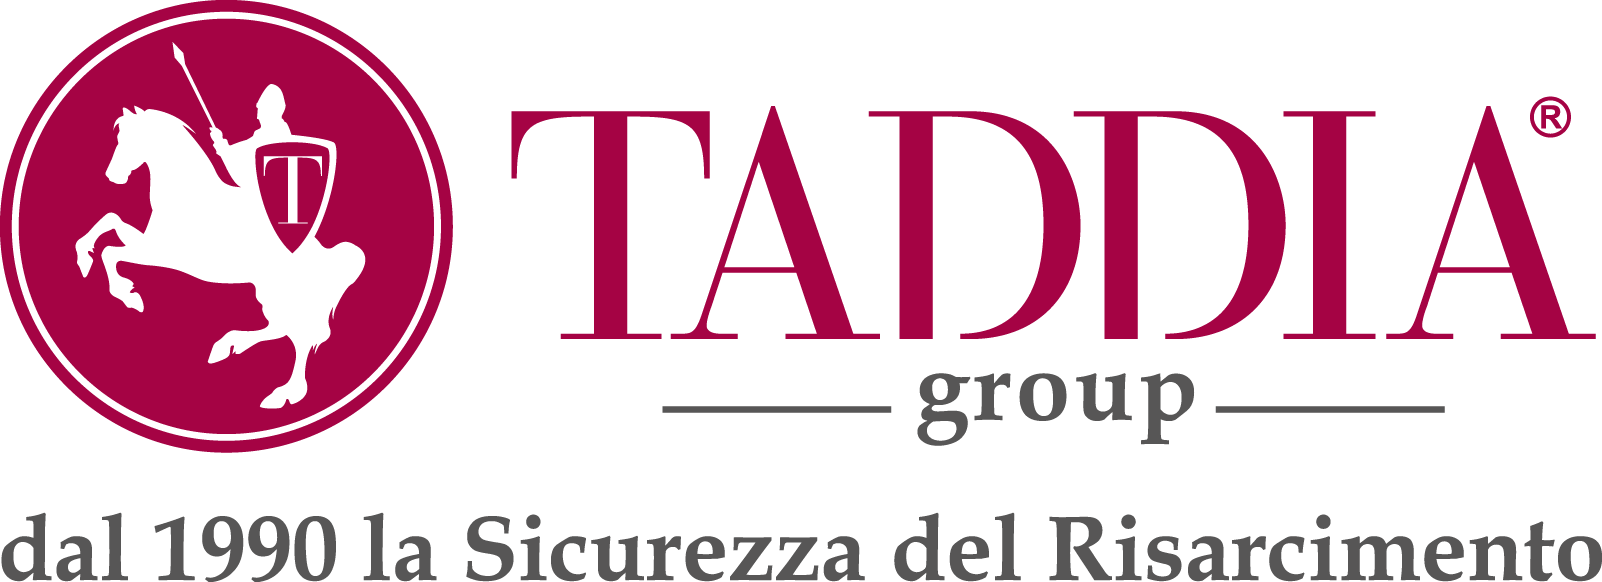 T
TADDIA®
group
dal 1990 la Sicurezza del Risarcimento